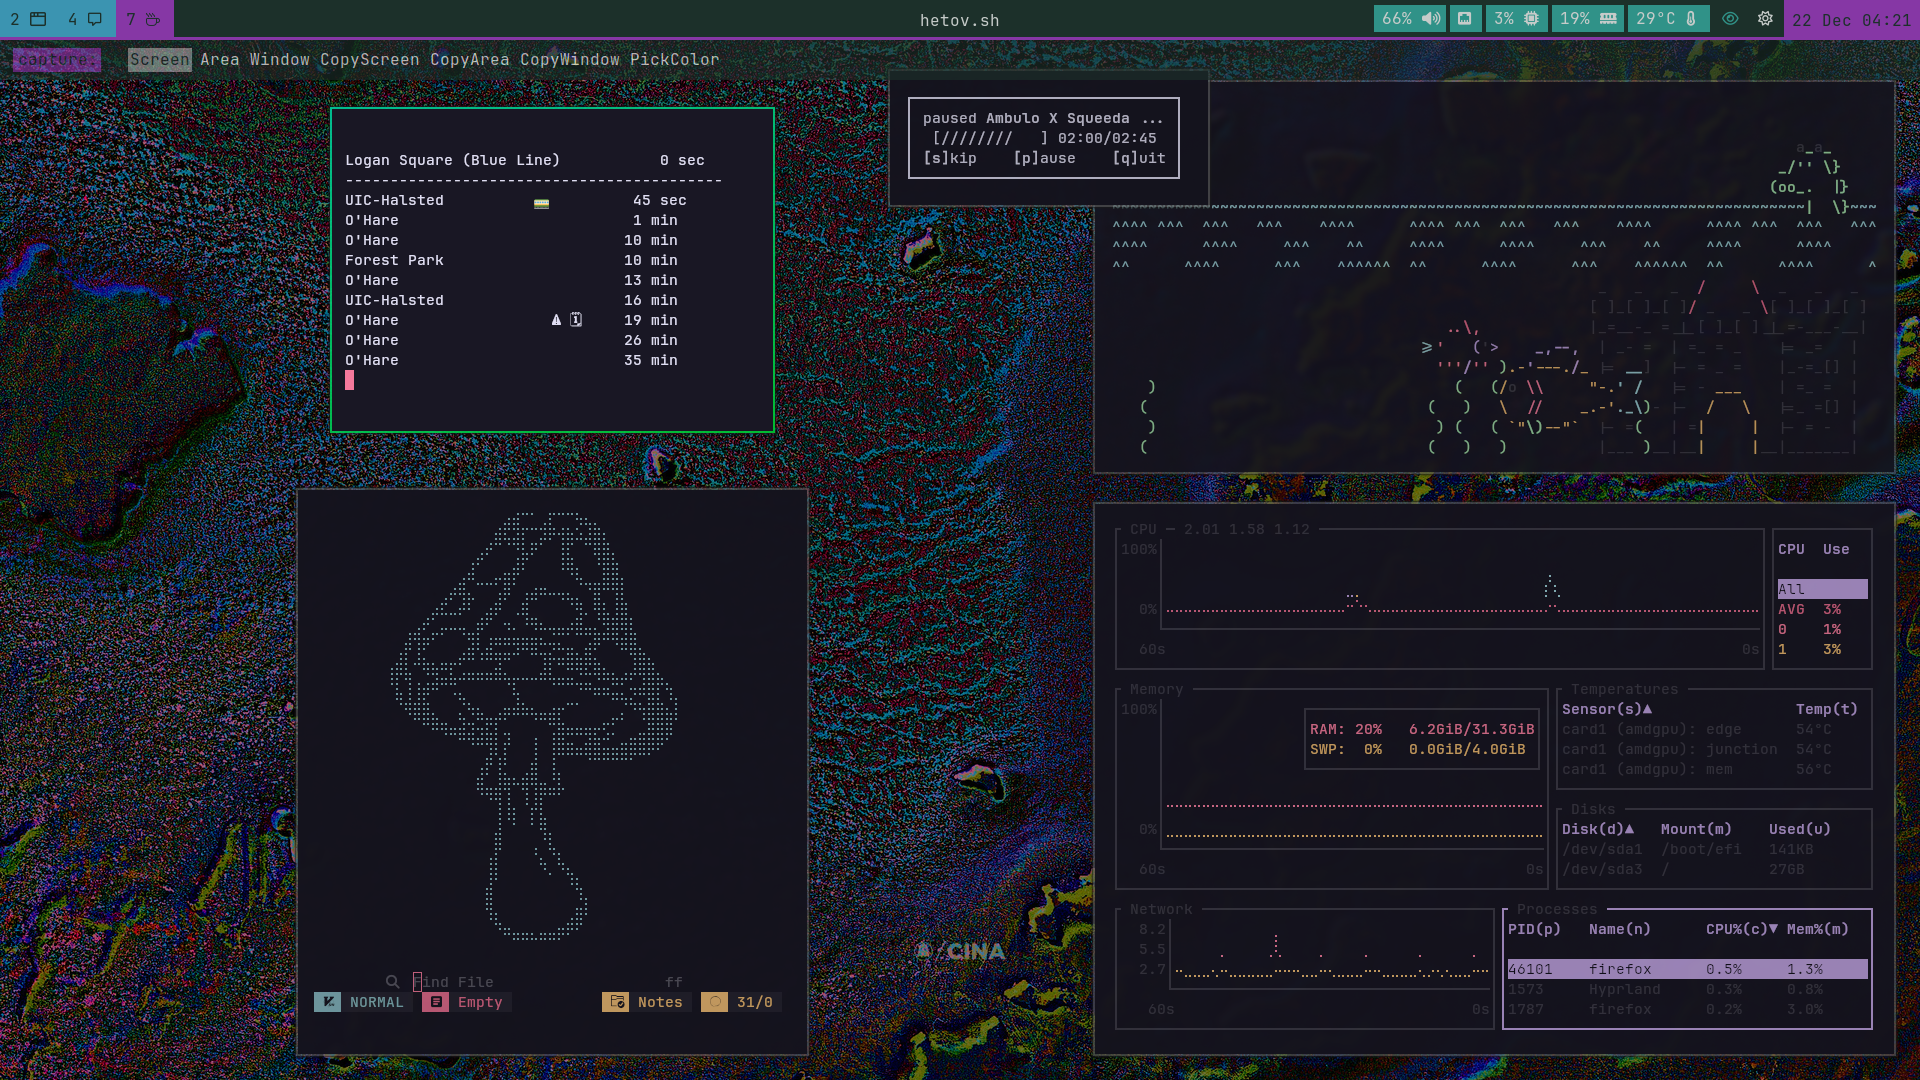 2 4 7
hetov.sh
66% 3% 19% 29°C 22 Dec 04:21
capture: Screen Area Window CopyScreen CopyArea CopyWindow PickColor
Logan Square (Blue Line) 0 sec
------------------------------------------
UIC-Halsted 45 sec
O'Hare 1 min
O'Hare 10 min
Forest Park 10 min
O'Hare 13 min
UIC-Halsted 16 min
O'Hare 19 min
O'Hare 26 min
O'Hare 35 min
paused Ambulo X Squeeda ...
[//////// ] 02:00/02:45
[s]kip [p]ause [q]uit
Find File ff
NORMAL Empty Notes 31/0
CINA
CPU 2.01 1.58 1.12
100%
0%
60s 0s
CPU Use
All
AVG 3%
0 1%
1 3%
Memory
100%
RAM: 20% 6.2GiB/31.3GiB
SWP: 0% 0.0GiB/4.0GiB
0%
60s 0s
Temperatures
Sensor(s)▲ Temp(t)
card1 (amdgpu): edge 54°C
card1 (amdgpu): junction 54°C
card1 (amdgpu): mem 56°C
Disks
Disk(d)▲ Mount(m) Used(u)
/dev/sda1 /boot/efi 141KB
/dev/sda3 / 27GB
Network
8.2
5.5
2.7
60s 0s
Processes
PID(p) Name(n) CPU%(c)▼ Mem%(m)
46101 firefox 0.5% 1.3%
1573 Hyprland 0.3% 0.8%
1787 firefox 0.2% 3.0%